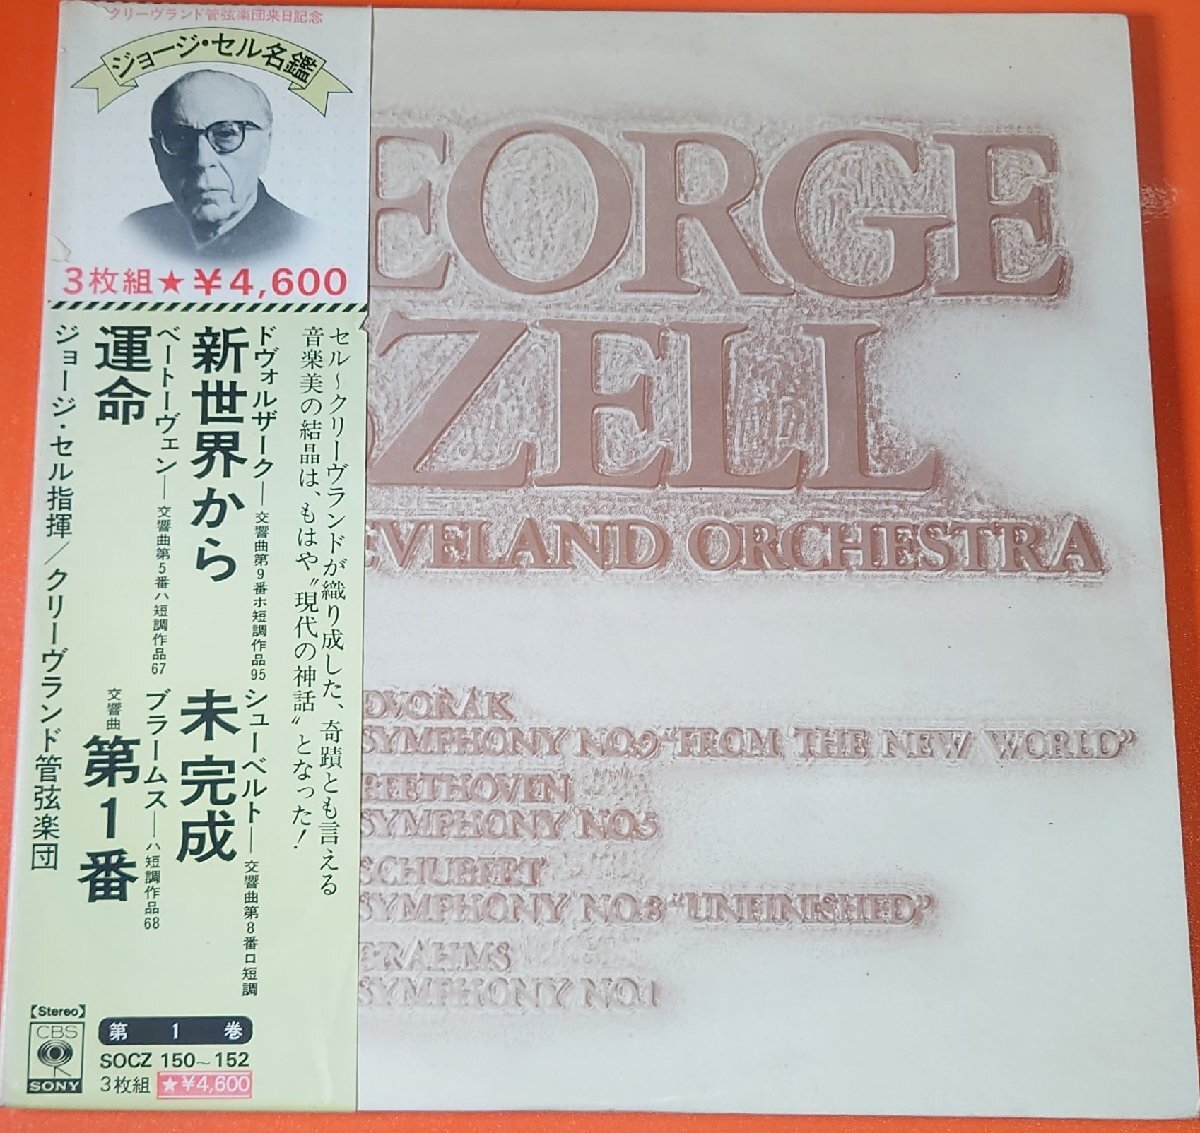 クリーヴランド管弦楽団来日記念
ジョージ・セル名鑑
3枚組★¥4,600
セル〜クリーヴランドが織り成した、奇蹟とも言える
音楽美の結晶は、もはや〝現代の神話〟となった!
ドヴォルザーク—交響曲第9番ホ短調作品95
新世界から
ベートーヴェン—交響曲第5番ハ短調作品67
運命
シューベルト—交響曲第8番ロ短調
未完成
ブラームス—ハ短調作品68
交響曲第1番
ジョージ・セル指揮/クリーヴランド管弦楽団
【Stereo】
CBS
SONY
第1巻
SOCZ 150~152
3枚組 ★¥4,600
EORGE
SZELL
EVELAND ORCHESTRA
DVOŘÁK
SYMPHONY NO.9 "FROM THE NEW WORLD"
BEETHOVEN
SYMPHONY NO.5
SCHUBERT
SYMPHONY NO.8 "UNFINISHED"
BRAHMS
SYMPHONY NO.1